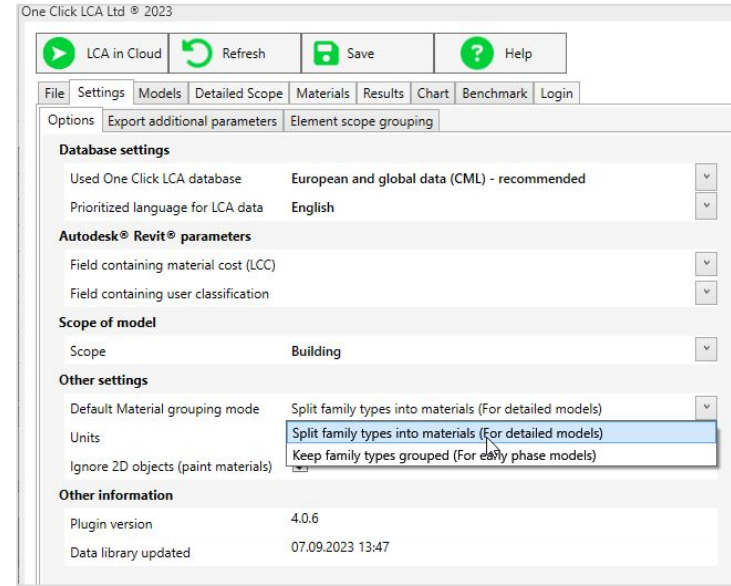 One Click LCA Ltd ® 2023
LCA in Cloud Refresh Save Help
File Settings Models Detailed Scope Materials Results Chart Benchmark Login
Options Export additional parameters Element scope grouping
Database settings
Used One Click LCA database European and global data (CML) - recommended
Prioritized language for LCA data English
Autodesk® Revit® parameters
Field containing material cost (LCC)
Field containing user classification
Scope of model
Scope Building
Other settings
Default Material grouping mode Split family types into materials (For detailed models)
Units Split family types into materials (For detailed models)
Keep family types grouped (For early phase models)
Ignore 2D objects (paint materials)
Other information
Plugin version 4.0.6
Data library updated 07.09.2023 13:47